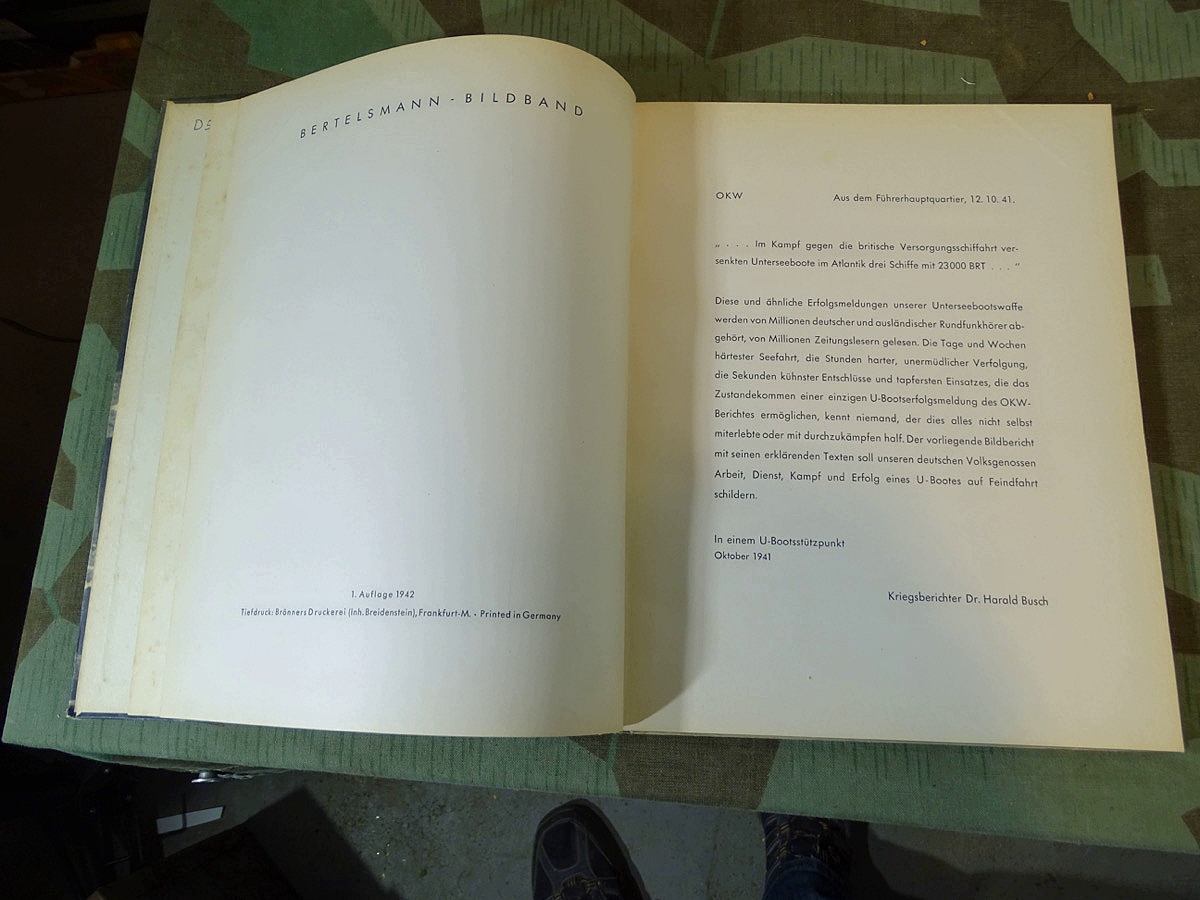 DS
BERTELSMANN - BILDBAND
1. Auflage 1942
Tiefdruck: Brönners Druckerei (Inh. Breidenstein), Frankfurt-M. · Printed in Germany
OKW Aus dem Führerhauptquartier, 12. 10. 41.
„ . . . Im Kampf gegen die britische Versorgungsschiffahrt ver-
senkten Unterseeboote im Atlantik drei Schiffe mit 23000 BRT . . . “
Diese und ähnliche Erfolgsmeldungen unserer Unterseebootswaffe
werden von Millionen deutscher und ausländischer Rundfunkhörer ab-
gehört, von Millionen Zeitungslesern gelesen. Die Tage und Wochen
härtester Seefahrt, die Stunden harter, unermüdlicher Verfolgung,
die Sekunden kühnster Entschlüsse und tapfersten Einsatzes, die das
Zustandekommen einer einzigen U-Bootserfolgsmeldung des OKW-
Berichtes ermöglichen, kennt niemand, der dies alles nicht selbst
miterlebte oder mit durchzukämpfen half. Der vorliegende Bildbericht
mit seinen erklärenden Texten soll unseren deutschen Volksgenossen
Arbeit, Dienst, Kampf und Erfolg eines U-Bootes auf Feindfahrt
schildern.
In einem U-Bootsstützpunkt
Oktober 1941
Kriegsberichter Dr. Harald Busch